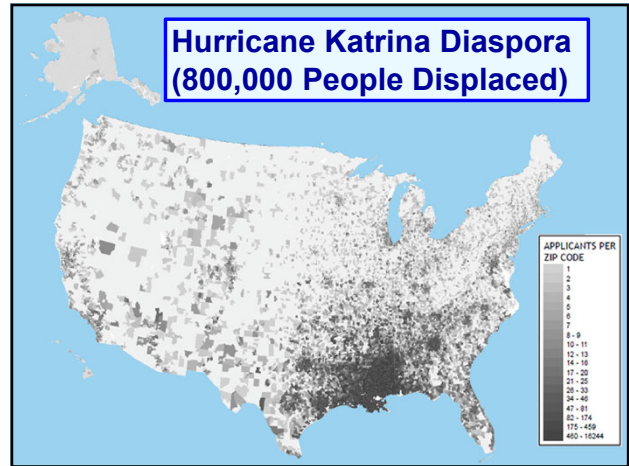 Hurricane Katrina Diaspora
(800,000 People Displaced)
APPLICANTS PER
ZIP CODE
1
2
3
4
5
6
7
8 - 9
10 - 11
12 - 13
14 - 16
17 - 20
21 - 25
26 - 33
34 - 46
47 - 81
82 - 174
175 - 459
460 - 16244